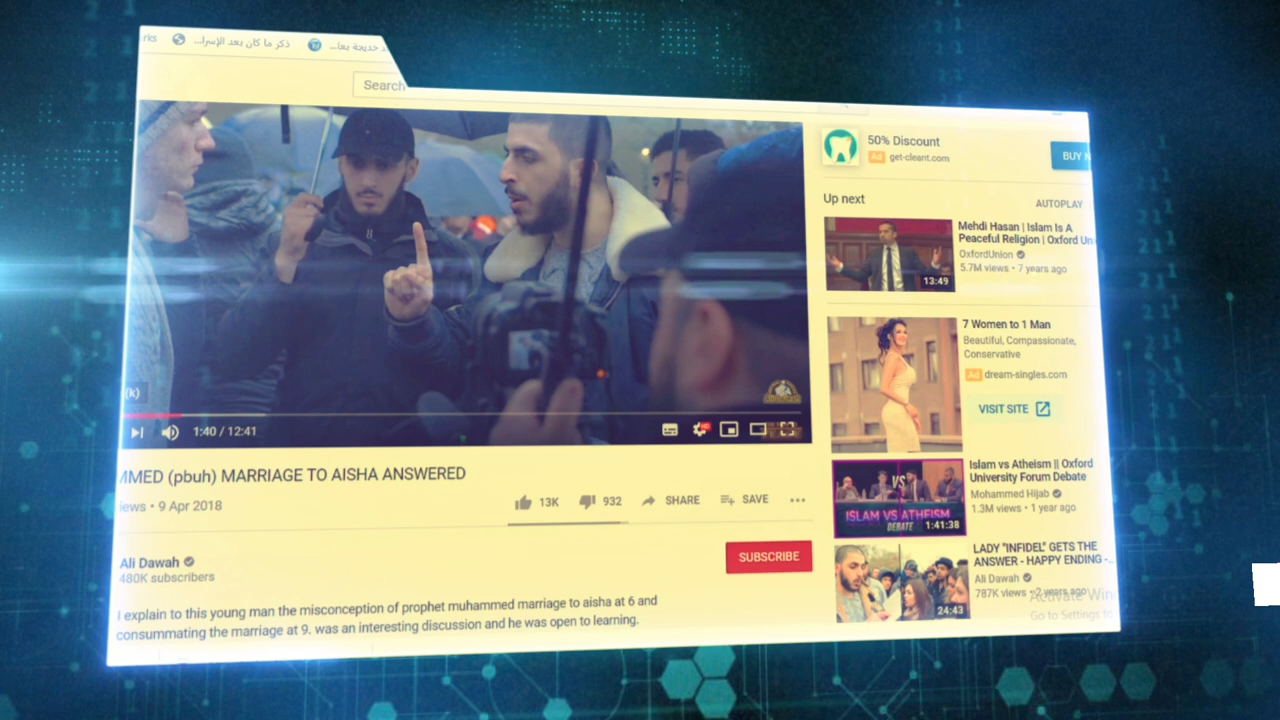 rks
ذكر ما كان بعد الإسرا...
د خديجة بعا...
Search
(k)
1:40 / 12:41
HD
MMED (pbuh) MARRIAGE TO AISHA ANSWERED
iews • 9 Apr 2018
13K
932
SHARE
SAVE
Ali Dawah
480K subscribers
SUBSCRIBE
I explain to this young man the misconception of prophet muhammed marriage to aisha at 6 and
consummating the marriage at 9. was an interesting discussion and he was open to learning.
50% Discount
Ad get-cleant.com
BUY N
Up next
AUTOPLAY
13:49
Mehdi Hasan | Islam Is A
Peaceful Religion | Oxford Un
OxfordUnion
5.7M views • 7 years ago
7 Women to 1 Man
Beautiful, Compassionate,
Conservative
Ad dream-singles.com
VISIT SITE
VS
ISLAM VS ATHEISM
DEBATE
1:41:38
Islam vs Atheism || Oxford
University Forum Debate
Mohammed Hijab
1.3M views • 1 year ago
24:43
LADY "INFIDEL" GETS THE
ANSWER - HAPPY ENDING -...
Ali Dawah
787K views • 2 years ago
Activate Win
Go to Settings to